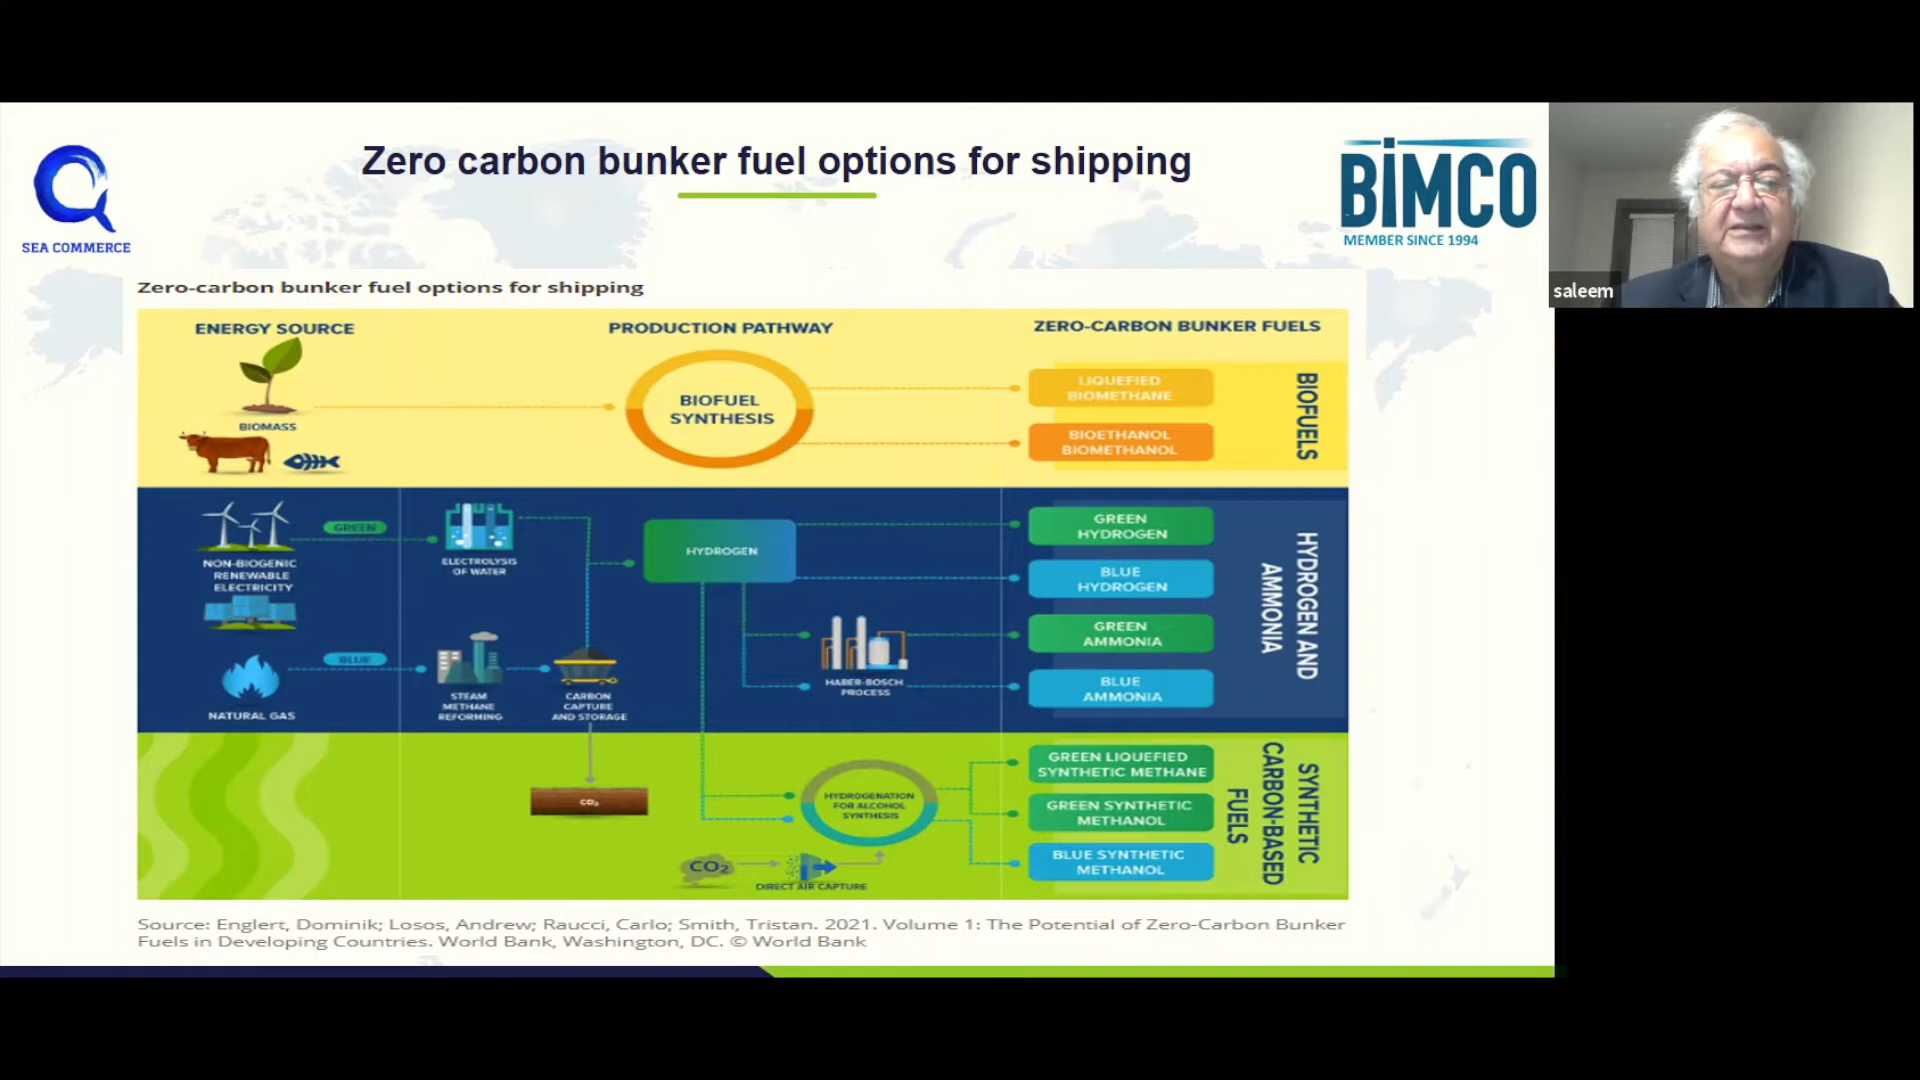 Zero carbon bunker fuel options for shipping
SEA COMMERCE
BIMCO
MEMBER SINCE 1994
saleem
Zero-carbon bunker fuel options for shipping
ENERGY SOURCE
PRODUCTION PATHWAY
ZERO-CARBON BUNKER FUELS
BIOMASS
BIOFUEL
SYNTHESIS
LIQUEFIED
BIOMETHANE
BIOETHANOL
BIOMETHANOL
BIOFUELS
NON-BIOGENIC
RENEWABLE
ELECTRICITY
GREEN
ELECTROLYSIS
OF WATER
HYDROGEN
GREEN
HYDROGEN
BLUE
HYDROGEN
GREEN
AMMONIA
BLUE
AMMONIA
HYDROGEN AND
AMMONIA
NATURAL GAS
BLUE
STEAM
METHANE
REFORMING
CARBON
CAPTURE
AND STORAGE
HABER-BOSCH
PROCESS
CO₂
HYDROGENATION
FOR ALCOHOL
SYNTHESIS
CO₂
DIRECT AIR CAPTURE
GREEN LIQUEFIED
SYNTHETIC METHANE
GREEN SYNTHETIC
METHANOL
BLUE SYNTHETIC
METHANOL
SYNTHETIC
CARBON-BASED
FUELS
Source: Englert, Dominik; Losos, Andrew; Raucci, Carlo; Smith, Tristan. 2021. Volume 1: The Potential of Zero-Carbon Bunker
Fuels in Developing Countries. World Bank, Washington, DC. © World Bank